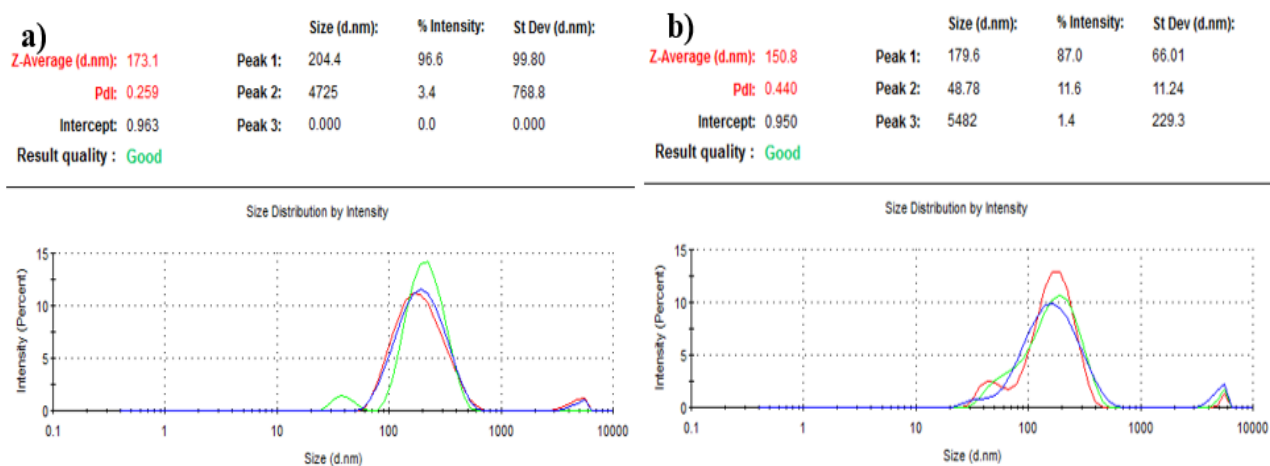 a)
Size (d.nm): % Intensity: St Dev (d.nm):
Z-Average (d.nm): 173.1 Peak 1: 204.4 96.6 99.80
PdI: 0.259 Peak 2: 4725 3.4 768.8
Intercept: 0.963 Peak 3: 0.000 0.0 0.000
Result quality : Good
Size Distribution by Intensity
Intensity (Percent)
15
10
5
0
0.1 1 10 100 1000 10000
Size (d.nm)
b)
Size (d.nm): % Intensity: St Dev (d.nm):
Z-Average (d.nm): 150.8 Peak 1: 179.6 87.0 66.01
PdI: 0.440 Peak 2: 48.78 11.6 11.24
Intercept: 0.950 Peak 3: 5482 1.4 229.3
Result quality : Good
Size Distribution by Intensity
Intensity (Percent)
15
10
5
0
0.1 1 10 100 1000 10000
Size (d.nm)